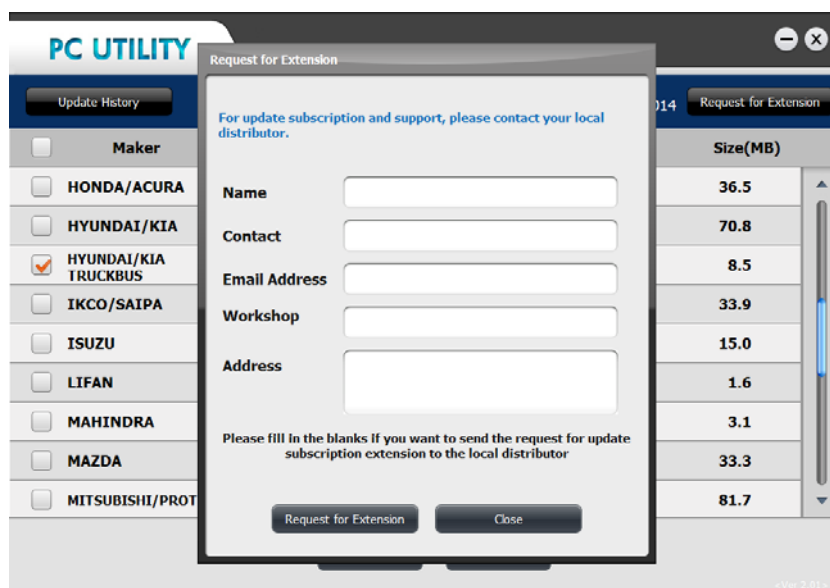 PC UTILITY
Request for Extension
Update History
014
Request for Extension
For update subscription and support, please contact your local
distributor.
Maker
Size(MB)
HONDA/ACURA
36.5
Name
HYUNDAI/KIA
70.8
Contact
HYUNDAI/KIA
TRUCKBUS
8.5
Email Address
IKCO/SAIPA
33.9
Workshop
ISUZU
15.0
Address
LIFAN
1.6
MAHINDRA
3.1
Please fill in the blanks if you want to send the request for update
subscription extension to the local distributor
MAZDA
33.3
MITSUBISHI/PROT
81.7
Request for Extension
Close
<Ver 2.01>